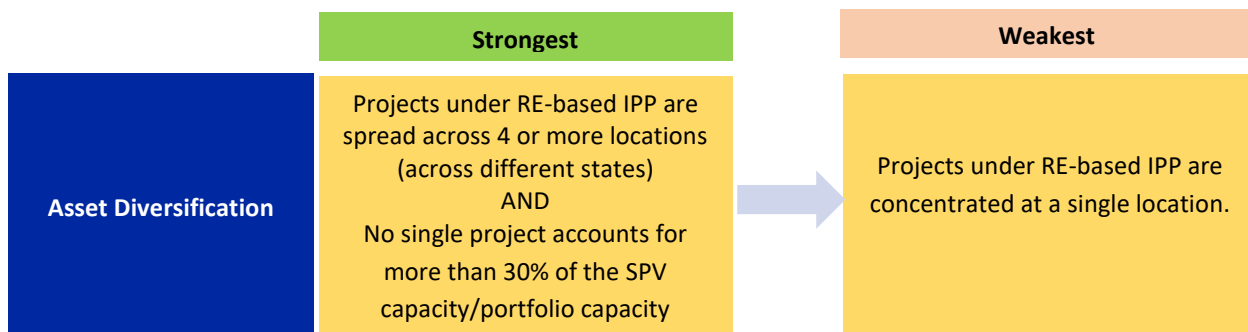 Strongest
Weakest
Asset Diversification
Projects under RE-based IPP are
spread across 4 or more locations
(across different states)
AND
No single project accounts for
more than 30% of the SPV
capacity/portfolio capacity
Projects under RE-based IPP are
concentrated at a single location.